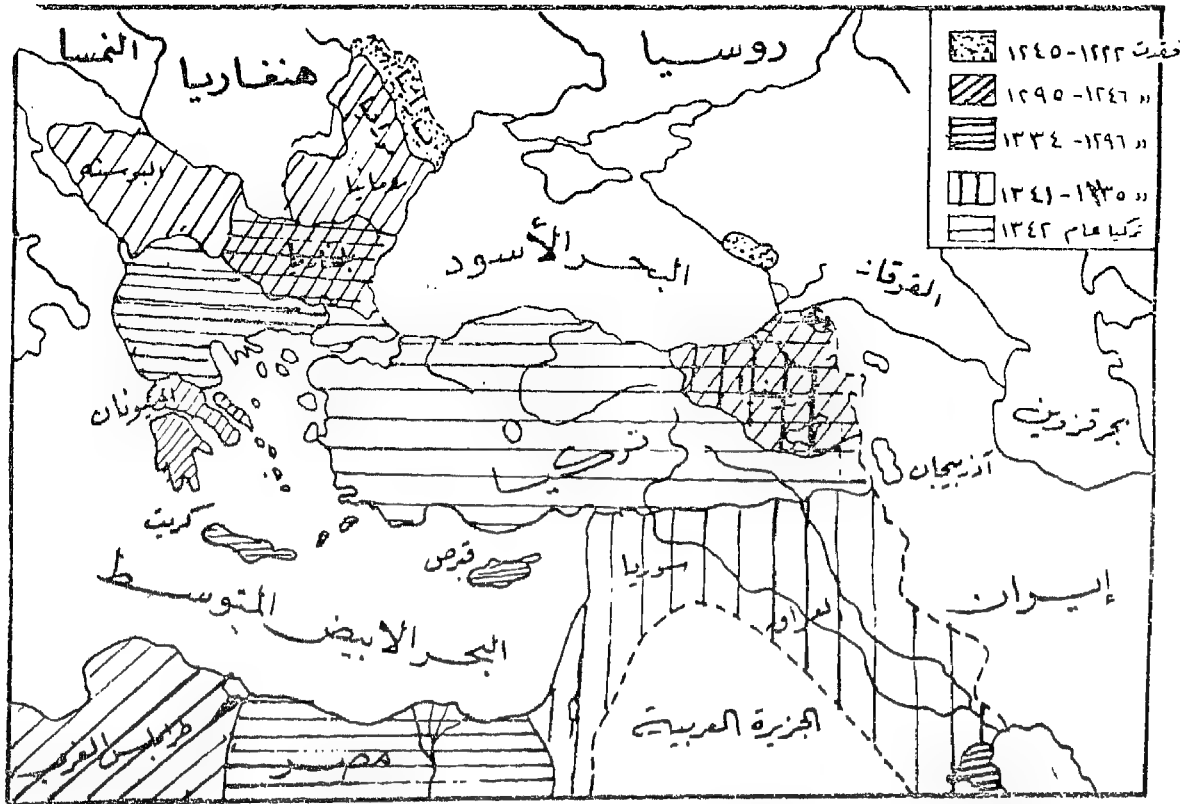 النمسا
هنغاريا
روسيا
فقدت ١٢٢٢-١٢٤٥
« ١٢٤٦-١٢٩٥
« ١٢٩٦-١٣٣٤
« ١٣٣٥-١٣٤١
تركيا عام ١٣٤٢
البوسنه
رومانيا
البحر الأسود
القوقاز
بحر قزوين
اليونان
تركيا
آذربيجان
كريت
قبرص
سوريا
إيران
العراق
البحر الأبيض المتوسط
الجزيرة العربية
طرابلس الغرب
مصر